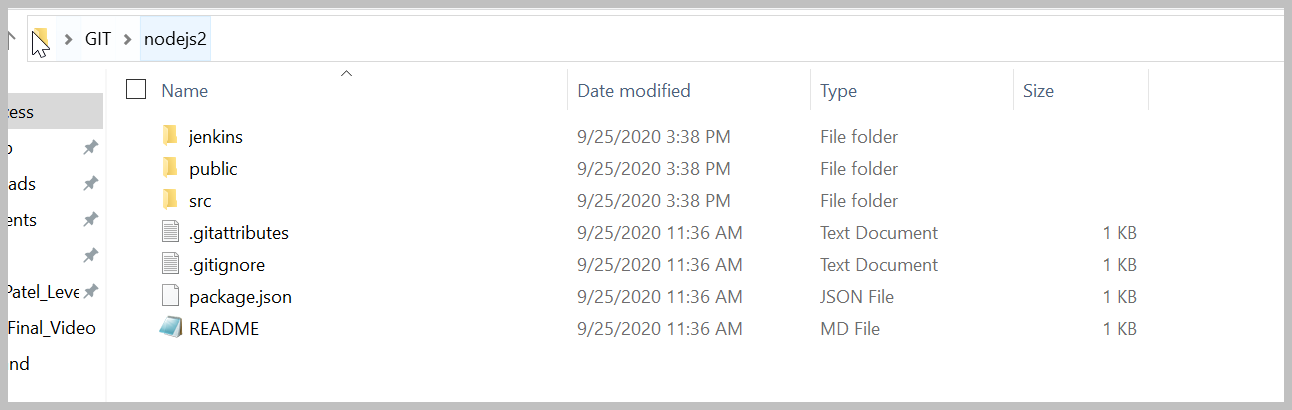 GIT nodejs2
Name Date modified Type Size
jenkins 9/25/2020 3:38 PM File folder
public 9/25/2020 3:38 PM File folder
src 9/25/2020 3:38 PM File folder
.gitattributes 9/25/2020 11:36 AM Text Document 1 KB
.gitignore 9/25/2020 11:36 AM Text Document 1 KB
package.json 9/25/2020 11:36 AM JSON File 1 KB
README 9/25/2020 11:36 AM MD File 1 KB
cess
ads
ents
Patel_Leve
Final_Video
nd